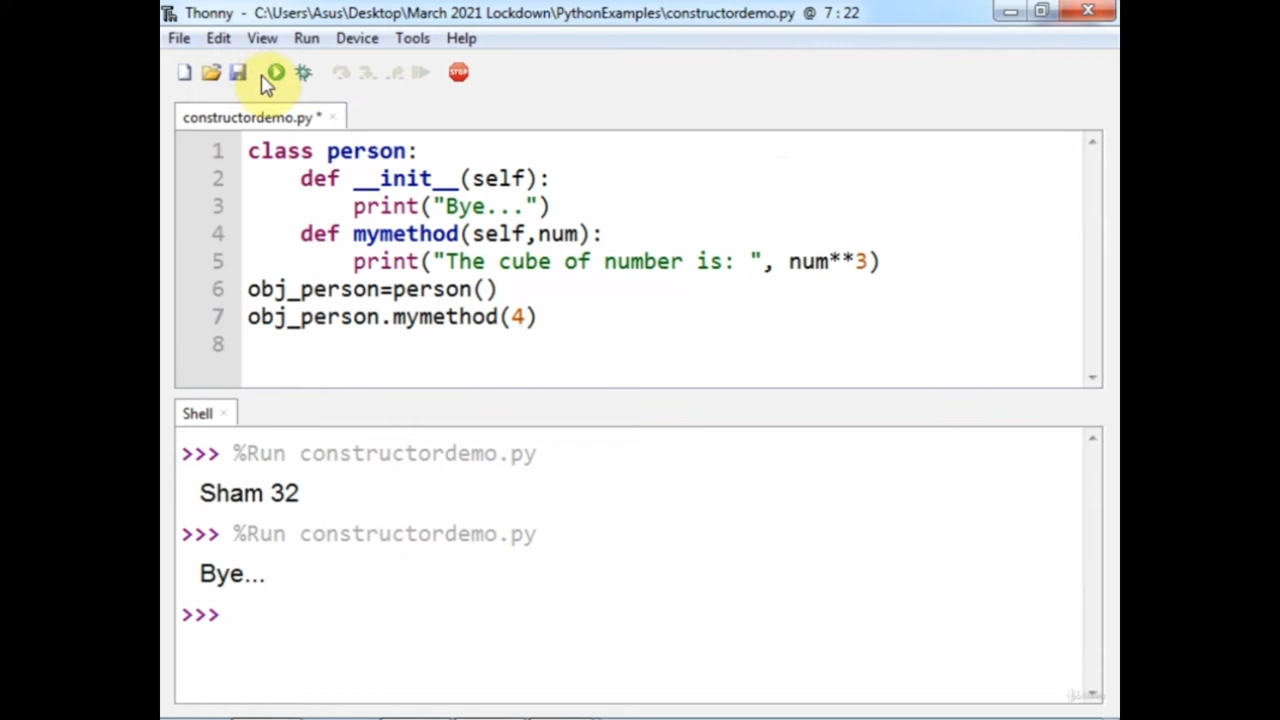 Thonny - C:\Users\Asus\Desktop\March 2021 Lockdown\PythonExamples\constructordemo.py @ 7 : 22
File Edit View Run Device Tools Help
STOP
constructordemo.py * ×
1 class person:
2     def __init__(self):
3         print("Bye...")
4     def mymethod(self,num):
5         print("The cube of number is: ", num**3)
6 obj_person=person()
7 obj_person.mymethod(4)
8
Shell ×
>>> %Run constructordemo.py
Sham 32
>>> %Run constructordemo.py
Bye...
>>>